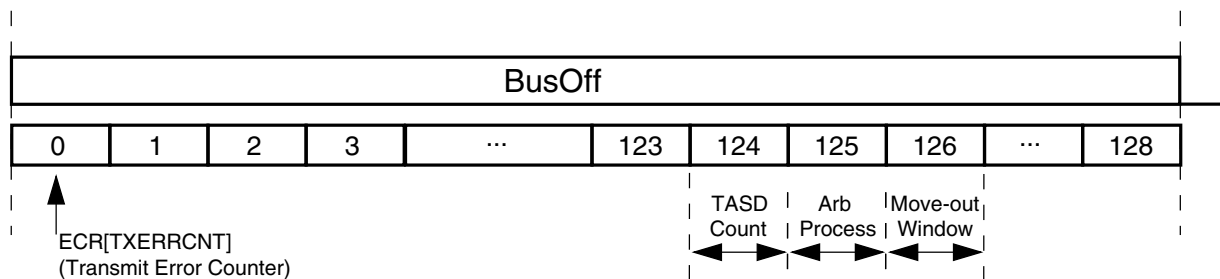 BusOff
0 1 2 3 ... 123 124 125 126 ... 128
TASD Arb Move-out
Count Process Window
ECR[TXERRCNT]
(Transmit Error Counter)